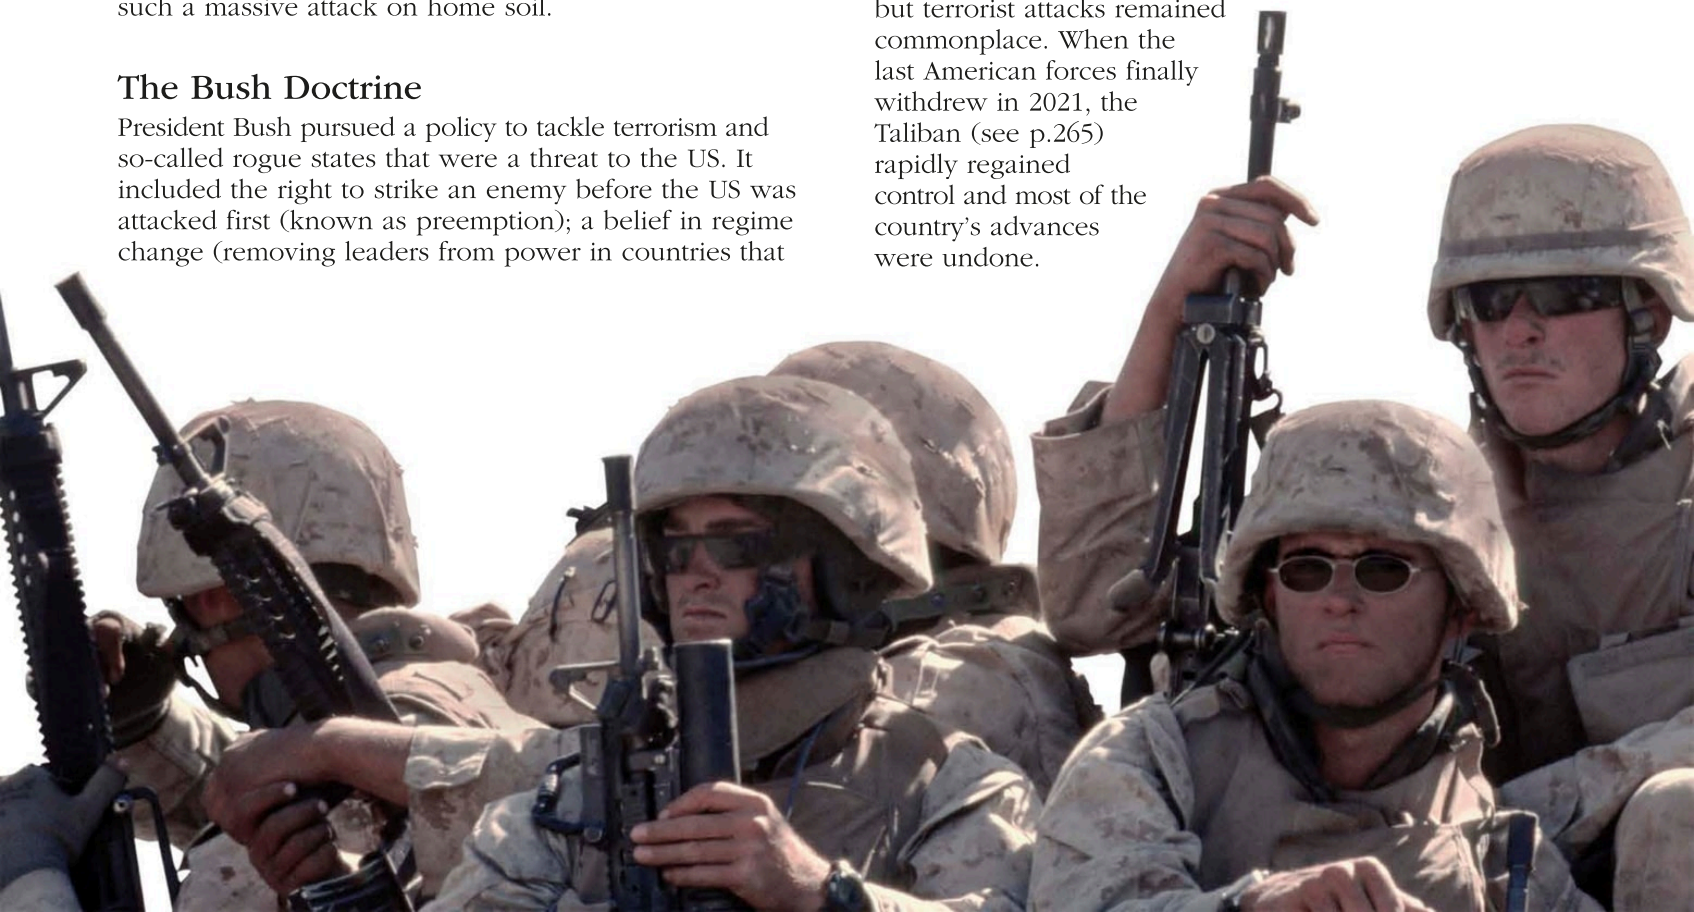 such a massive attack on home soil.
The Bush Doctrine
President Bush pursued a policy to tackle terrorism and
so-called rogue states that were a threat to the US. It
included the right to strike an enemy before the US was
attacked first (known as preemption); a belief in regime
change (removing leaders from power in countries that
but terrorist attacks remained
commonplace. When the
last American forces finally
withdrew in 2021, the
Taliban (see p.265)
rapidly regained
control and most of the
country’s advances
were undone.